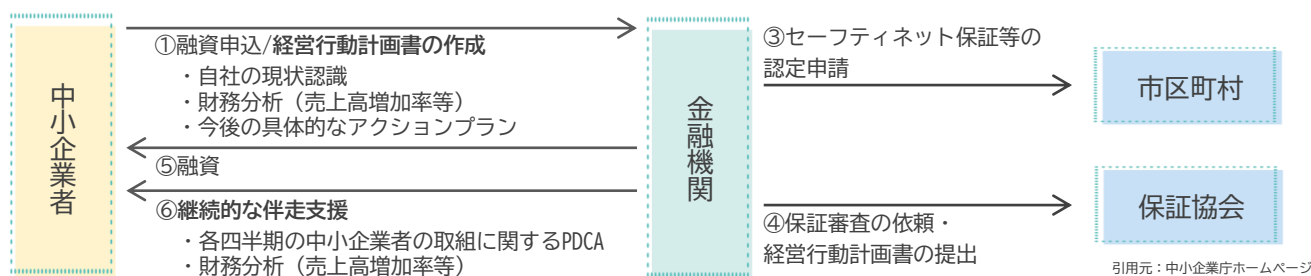 中小企業者
①融資申込/経営行動計画書の作成
・自社の現状認識
・財務分析（売上高増加率等）
・今後の具体的なアクションプラン
⑤融資
⑥継続的な伴走支援
・各四半期の中小企業者の取組に関するPDCA
・財務分析（売上高増加率等）
金融機関
③セーフティネット保証等の
認定申請
④保証審査の依頼・
経営行動計画書の提出
市区町村
保証協会
引用元：中小企業庁ホームページ